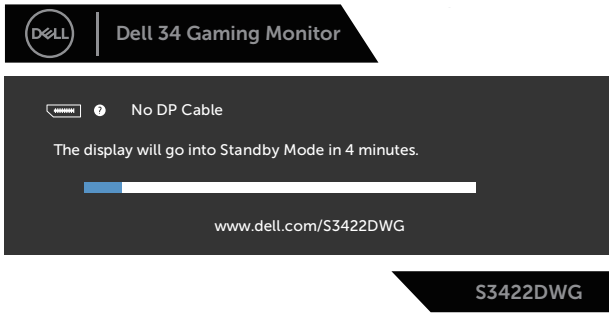 DELL
Dell 34 Gaming Monitor
? No DP Cable
The display will go into Standby Mode in 4 minutes.
www.dell.com/S3422DWG
S3422DWG